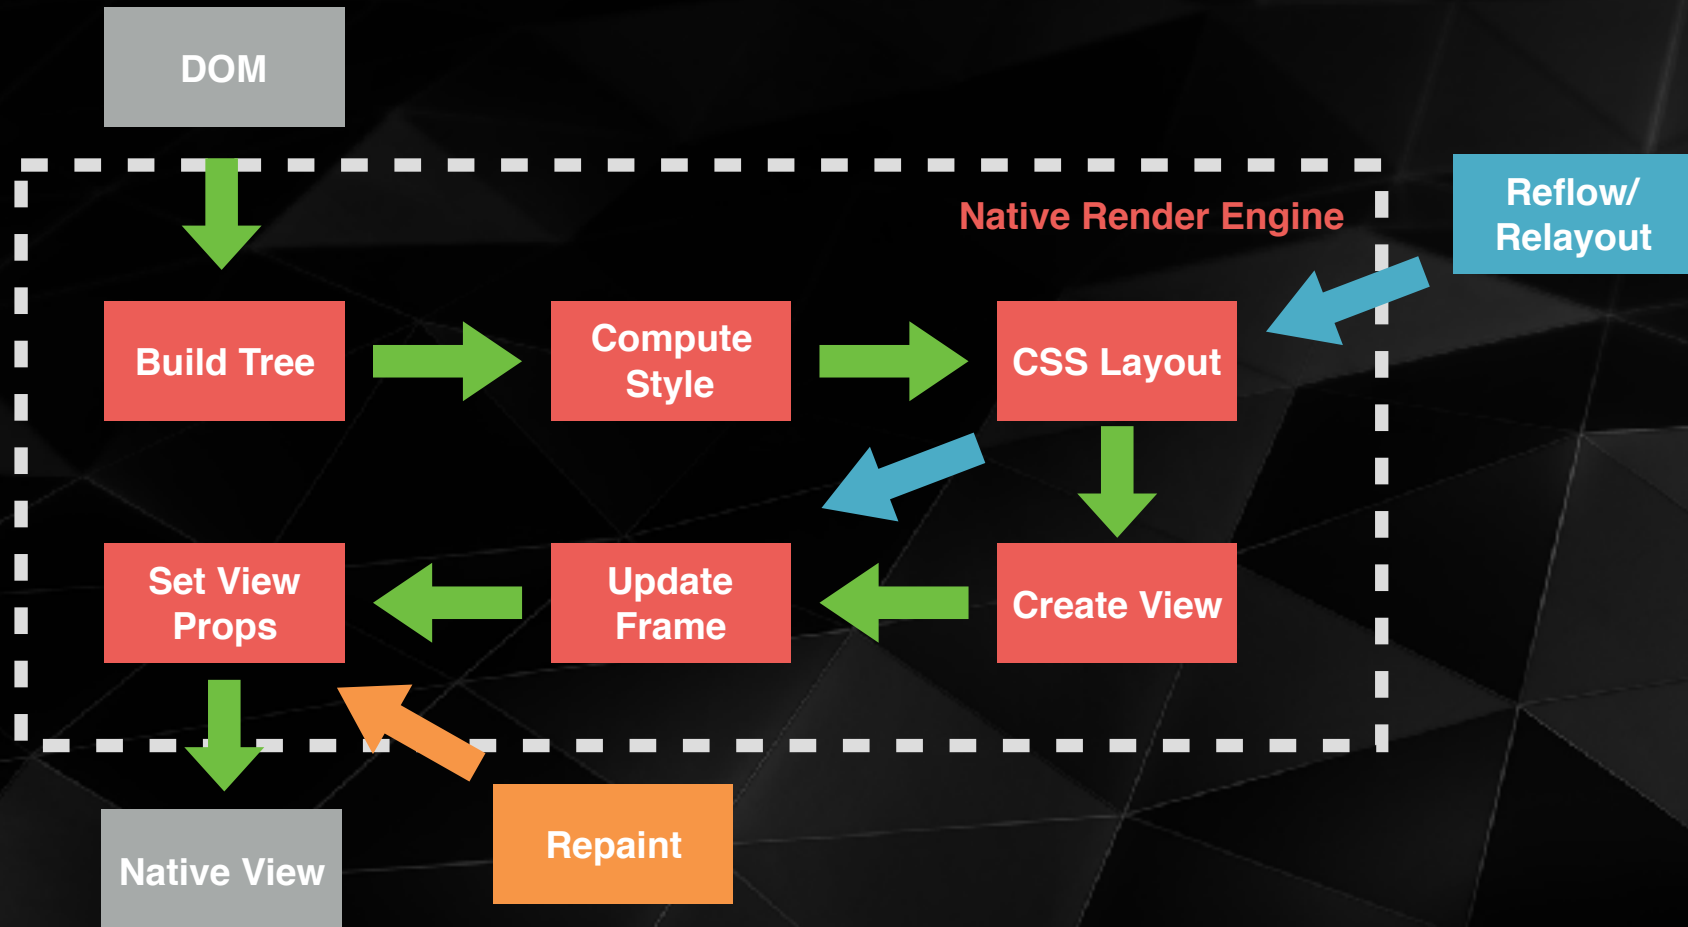 DOM
Native Render Engine
Reflow/
Relayout
Build Tree
Compute
Style
CSS Layout
Set View
Props
Update
Frame
Create View
Repaint
Native View